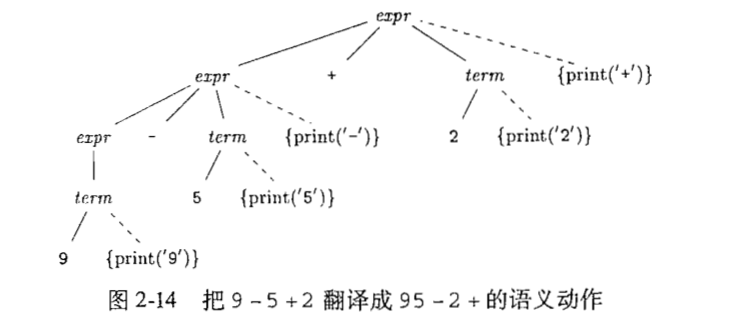 expr
expr + term {print('+')}
expr - term {print('-')} 2 {print('2')}
term 5 {print('5')}
9 {print('9')}
图 2-14 把 9 - 5 + 2 翻译成 95 - 2 + 的语义动作